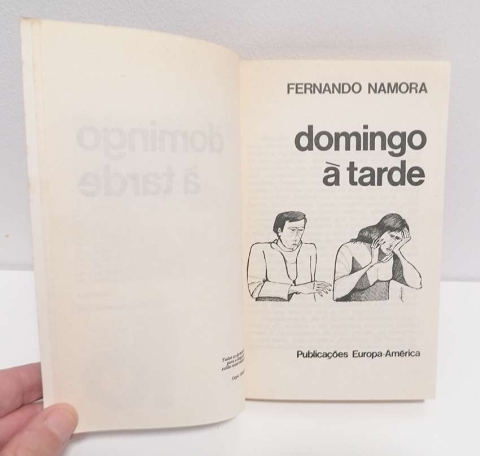 FERNANDO NAMORA
domingo
à tarde
Publicações Europa-América